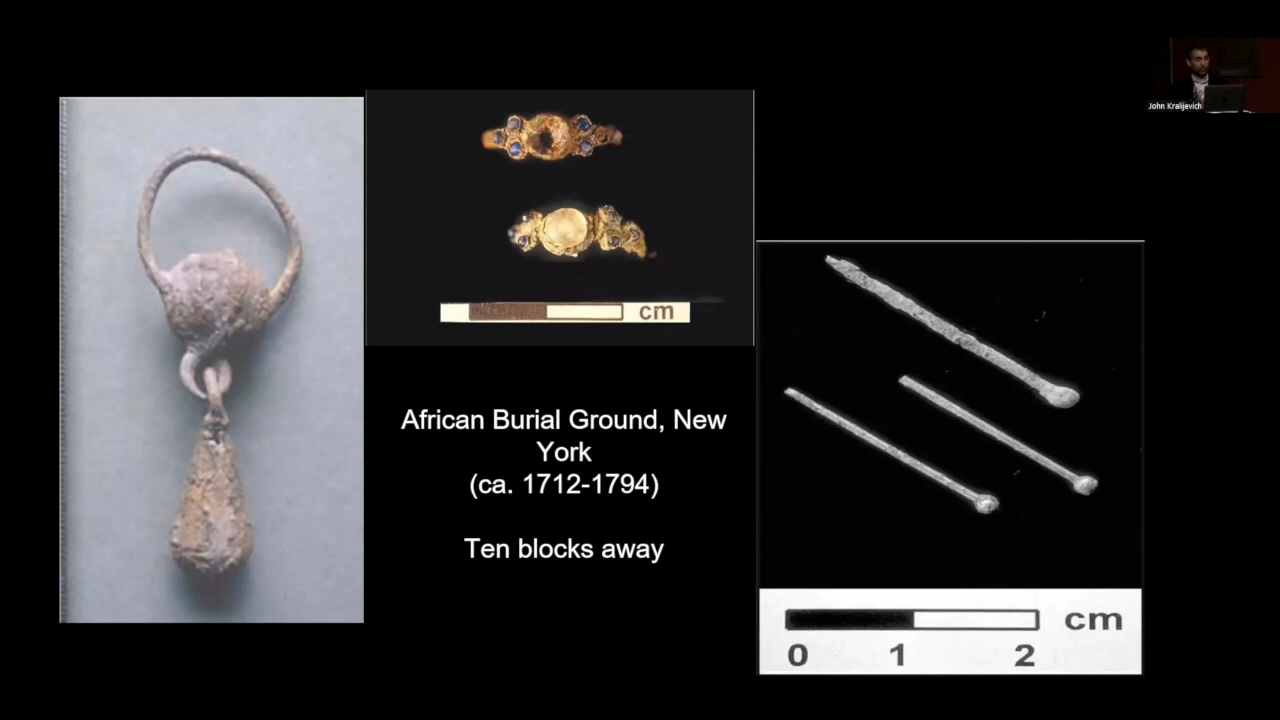 John Kralijevich
cm
African Burial Ground, New
York
(ca. 1712-1794)
Ten blocks away
cm
0 1 2